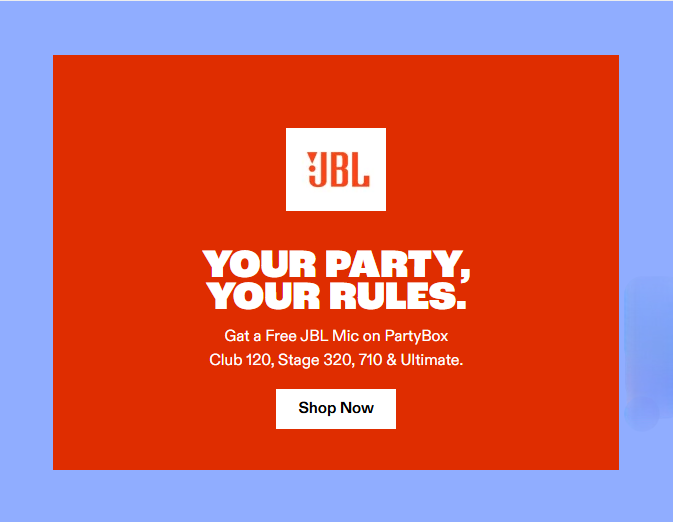 JBL
YOUR PARTY,
YOUR RULES.
Gat a Free JBL Mic on PartyBox
Club 120, Stage 320, 710 & Ultimate.
Shop Now